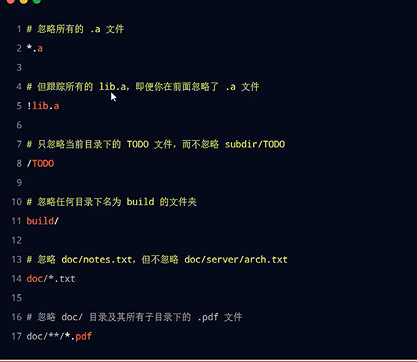 1 # 忽略所有的 .a 文件
2 *.a
3
4 # 但跟踪所有的 lib.a，即便你在前面忽略了 .a 文件
5 !lib.a
6
7 # 只忽略当前目录下的 TODO 文件，而不忽略 subdir/TODO
8 /TODO
9
10 # 忽略任何目录下名为 build 的文件夹
11 build/
12
13 # 忽略 doc/notes.txt，但不忽略 doc/server/arch.txt
14 doc/*.txt
15
16 # 忽略 doc/ 目录及其所有子目录下的 .pdf 文件
17 doc/**/*.pdf